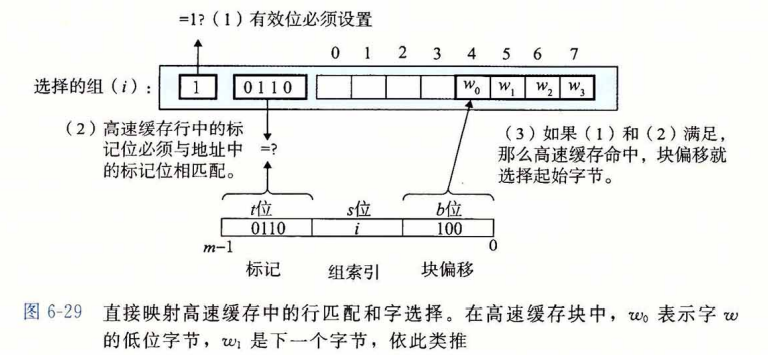 =1?(1)有效位必须设置
0 1 2 3 4 5 6 7
选择的组(i):
1
0 1 1 0
w₀ w₁ w₂ w₃
(2)高速缓存行中的标
记位必须与地址中
的标记位相匹配。
=?
(3)如果(1)和(2)满足,
那么高速缓存命中,块偏移就
选择起始字节。
t位 s位 b位
0110 i 100
m-1 0
标记 组索引 块偏移
图 6-29 直接映射高速缓存中的行匹配和字选择。在高速缓存块中,w₀ 表示字 w
的低位字节,w₁ 是下一个字节,依此类推